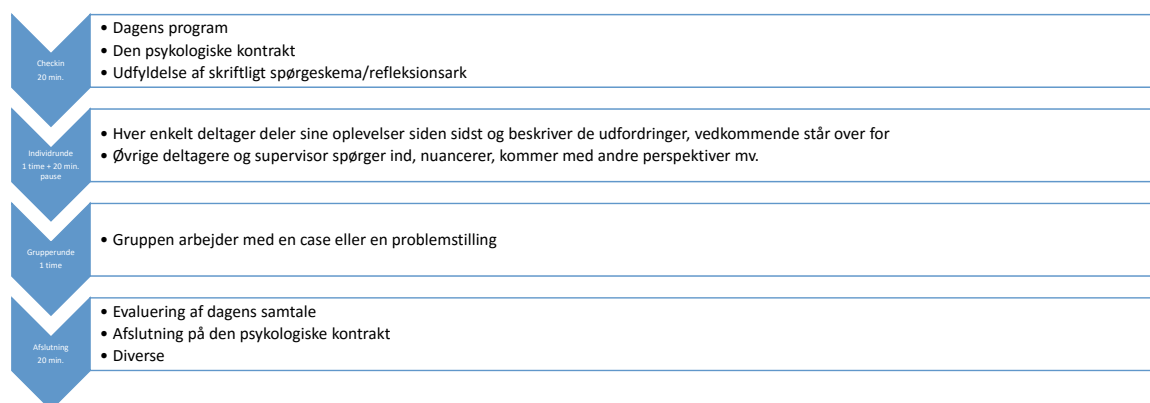 Checkin
20 min.
• Dagens program
• Den psykologiske kontrakt
• Udfyldelse af skriftligt spørgeskema/refleksionsark
Individrunde
1 time + 20 min.
pause
• Hver enkelt deltager deler sine oplevelser siden sidst og beskriver de udfordringer, vedkommende står over for
• Øvrige deltagere og supervisor spørger ind, nuancerer, kommer med andre perspektiver mv.
Grupperunde
1 time
• Gruppen arbejder med en case eller en problemstilling
Afslutning
20 min.
• Evaluering af dagens samtale
• Afslutning på den psykologiske kontrakt
• Diverse